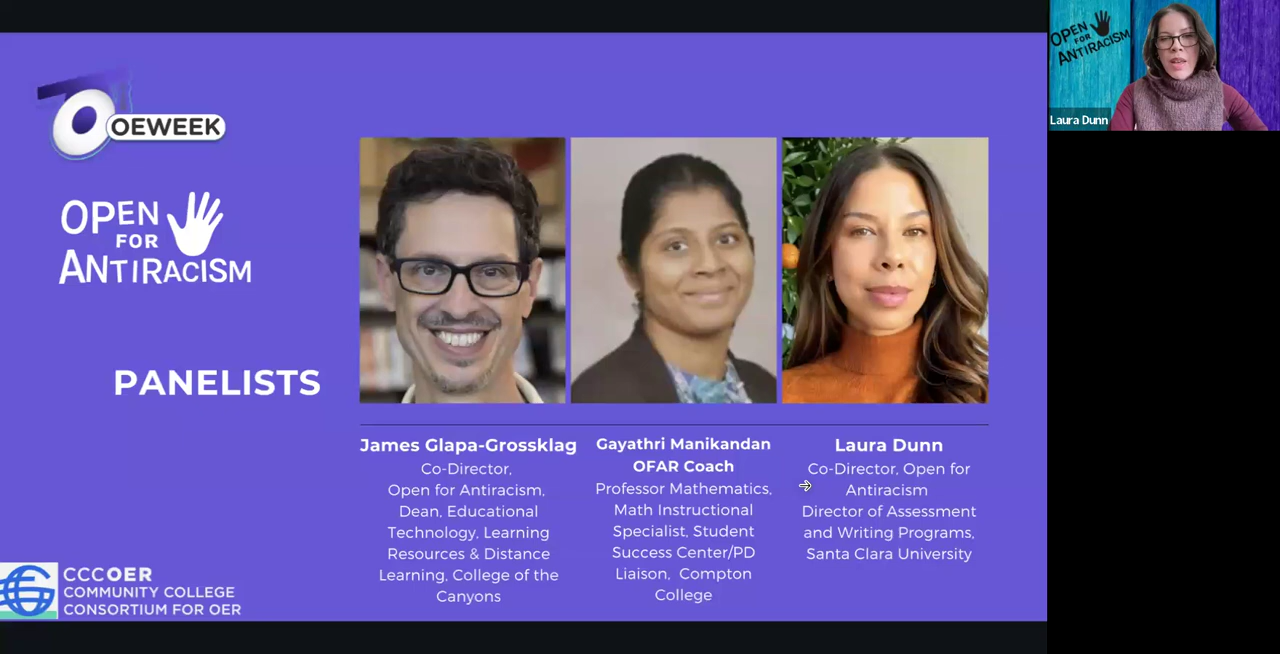 OEWEEK
OPEN
FOR
ANTIRACISM
PANELISTS
James Glapa-Grossklag
Co-Director,
Open for Antiracism,
Dean, Educational
Technology, Learning
Resources & Distance
Learning, College of the
Canyons
Gayathri Manikandan
OFAR Coach
Professor Mathematics,
Math Instructional
Specialist, Student
Success Center/PD
Liaison, Compton
College
Laura Dunn
Co-Director, Open for
Antiracism
Director of Assessment
and Writing Programs,
Santa Clara University
CCCOER
COMMUNITY COLLEGE
CONSORTIUM FOR OER
OPEN
FOR
ANTIRACISM
Laura Dunn